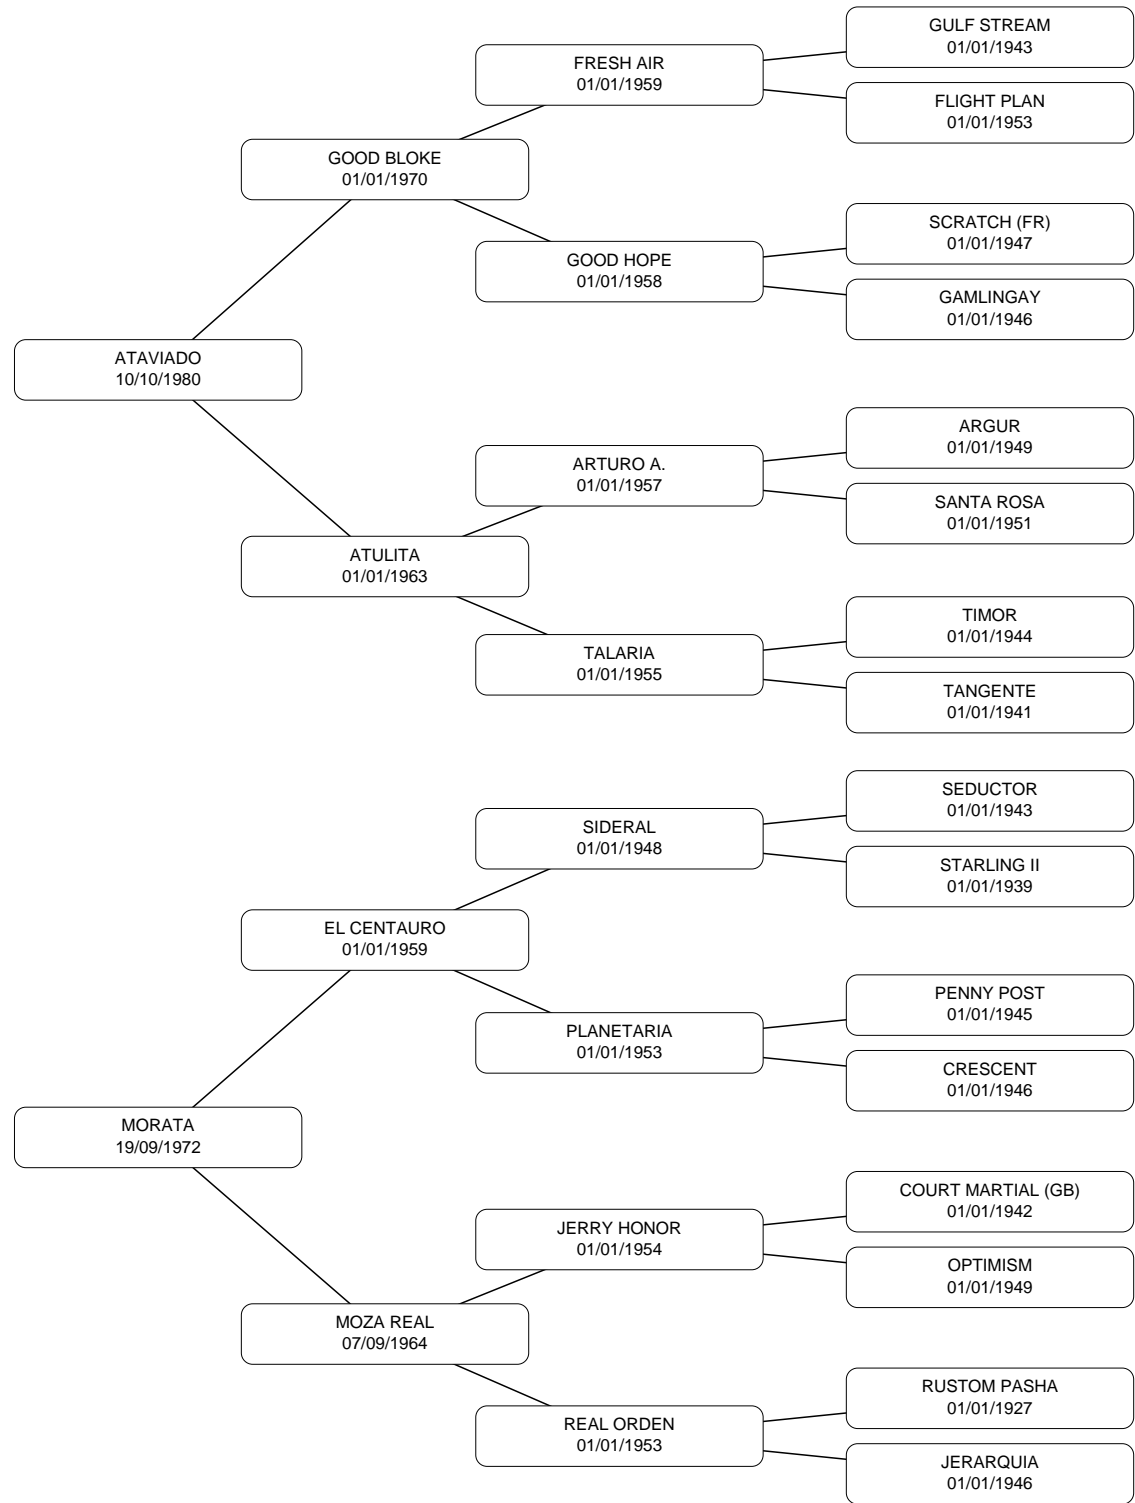 GULF STREAM
01/01/1943
FRESH AIR
01/01/1959
FLIGHT PLAN
01/01/1953
GOOD BLOKE
01/01/1970
SCRATCH (FR)
01/01/1947
GOOD HOPE
01/01/1958
GAMLINGAY
01/01/1946
ATAVIADO
10/10/1980
ARGUR
01/01/1949
ARTURO A.
01/01/1957
SANTA ROSA
01/01/1951
ATULITA
01/01/1963
TIMOR
01/01/1944
TALARIA
01/01/1955
TANGENTE
01/01/1941
SEDUCTOR
01/01/1943
SIDERAL
01/01/1948
STARLING II
01/01/1939
EL CENTAURO
01/01/1959
PENNY POST
01/01/1945
PLANETARIA
01/01/1953
CRESCENT
01/01/1946
MORATA
19/09/1972
COURT MARTIAL (GB)
01/01/1942
JERRY HONOR
01/01/1954
OPTIMISM
01/01/1949
MOZA REAL
07/09/1964
RUSTOM PASHA
01/01/1927
REAL ORDEN
01/01/1953
JERARQUIA
01/01/1946